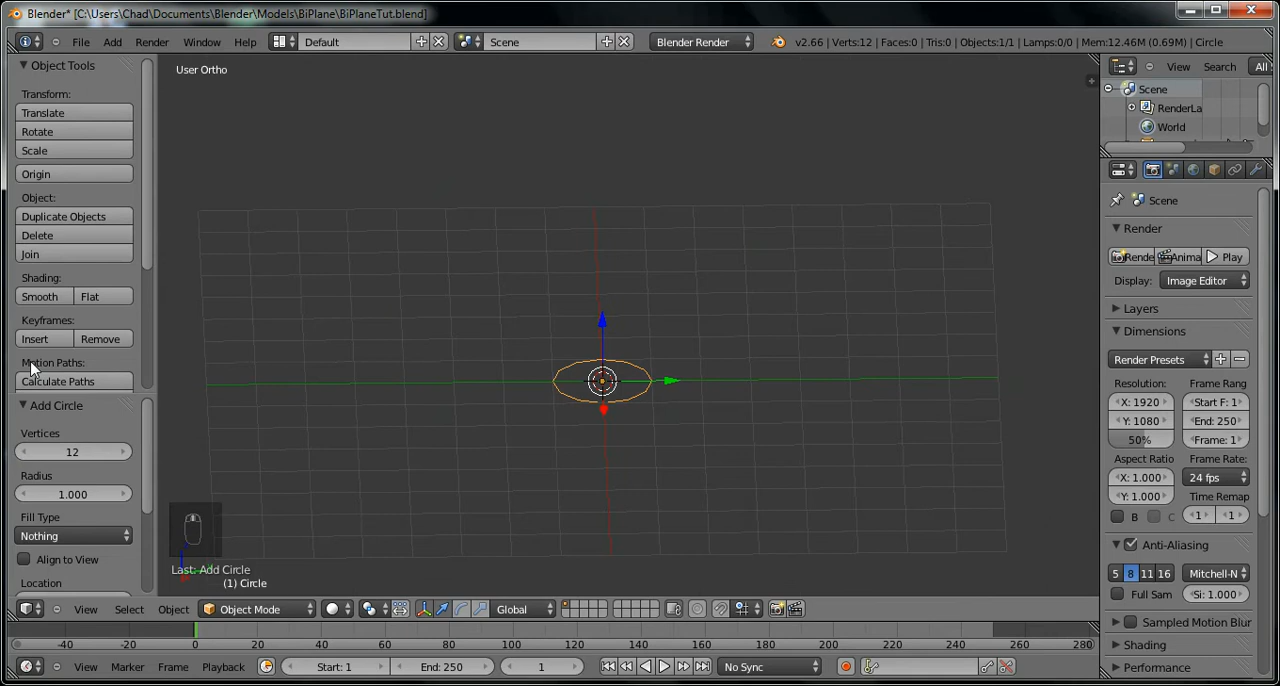 Blender* [C:\Users\Chad\Documents\Blender\Models\BiPlane\BiPlaneTut.blend]
File Add Render Window Help Default Scene Blender Render v2.66 | Verts:12 | Faces:0 | Tris:0 | Objects:1/1 | Lamps:0/0 | Mem:12.46M (0.69M) | Circle
Object Tools
Transform:
Translate
Rotate
Scale
Origin
Object:
Duplicate Objects
Delete
Join
Shading:
Smooth Flat
Keyframes:
Insert Remove
Motion Paths:
Calculate Paths
Add Circle
Vertices
12
Radius
1.000
Fill Type
Nothing
Align to View
Location
User Ortho
Last: Add Circle
(1) Circle
View Select Object Object Mode Global
0 20 40 60 80 100 120 140 160 180 200 220 240 260 280
View Marker Frame Playback Start: 1 End: 250 1 No Sync
View Search All
Scene
RenderLa
World
Scene
Render
Rende Anima Play
Display: Image Editor
Layers
Dimensions
Render Presets
Resolution: Frame Rang
X: 1920 Start F: 1
Y: 1080 End: 250
50% Frame: 1
Aspect Ratio Frame Rate:
X: 1.000 24 fps
Y: 1.000 Time Remap
B C 1 1
Anti-Aliasing
5 8 11 16 Mitchell-N
Full Sam Si: 1.000
Sampled Motion Blur
Shading
Performance